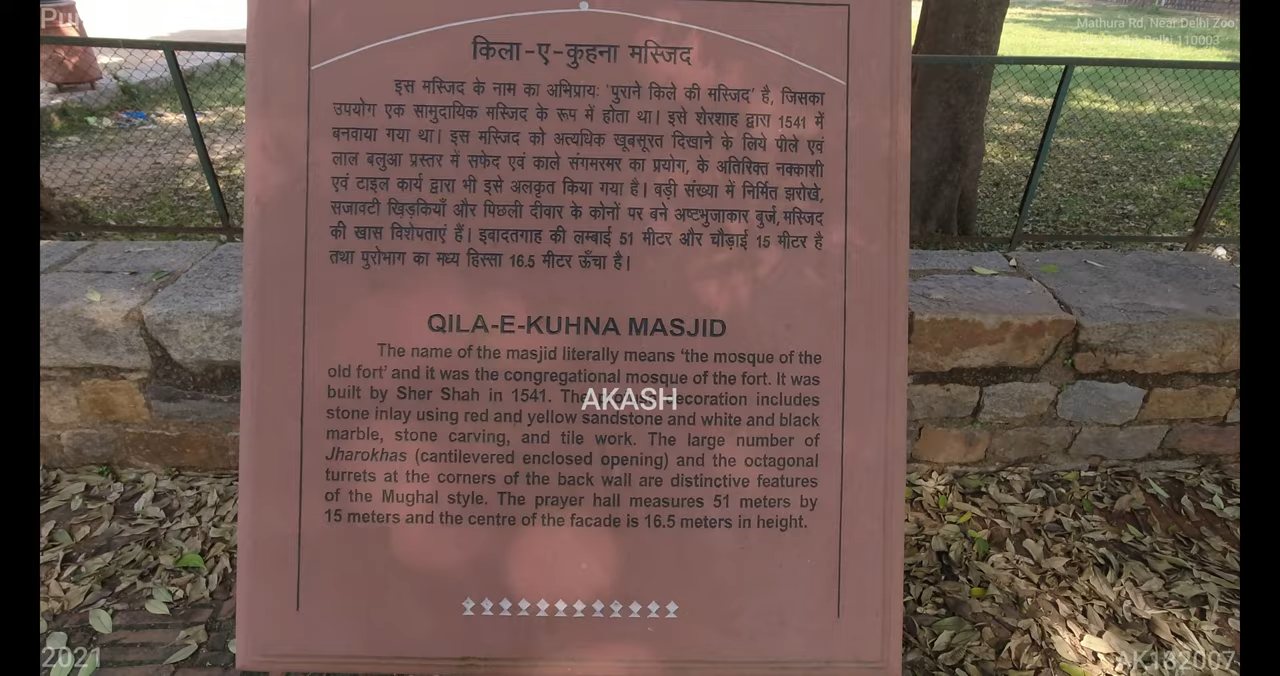 Pu
Mathura Rd, Near Delhi Zoo
Delhi 110003
किला-ए-कुहना मस्जिद
इस मस्जिद के नाम का अभिप्रायः 'पुराने किले की मस्जिद' है, जिसका
उपयोग एक सामुदायिक मस्जिद के रूप में होता था। इसे शेरशाह द्वारा 1541 में
बनवाया गया था। इस मस्जिद को अत्यधिक खूबसूरत दिखाने के लिये पीले एवं
लाल बलुआ प्रस्तर में सफेद एवं काले संगमरमर का प्रयोग, के अतिरिक्त नक्काशी
एवं टाइल कार्य द्वारा भी इसे अलकृत किया गया है। बड़ी संख्या में निर्मित झरोखे,
सजावटी खिड़कियाँ और पिछली दीवार के कोनों पर बने अष्टभुजाकार बुर्ज, मस्जिद
की खास विशेषताएं हैं। इबादतगाह की लम्बाई 51 मीटर और चौड़ाई 15 मीटर है
तथा पुरोभाग का मध्य हिस्सा 16.5 मीटर ऊँचा है।
QILA-E-KUHNA MASJID
The name of the masjid literally means 'the mosque of the
old fort' and it was the congregational mosque of the fort. It was
built by Sher Shah in 1541. The decoration includes
AKASH
stone inlay using red and yellow sandstone and white and black
marble, stone carving, and tile work. The large number of
Jharokhas (cantilevered enclosed opening) and the octagonal
turrets at the corners of the back wall are distinctive features
of the Mughal style. The prayer hall measures 51 meters by
15 meters and the centre of the facade is 16.5 meters in height.
2021
AK182007